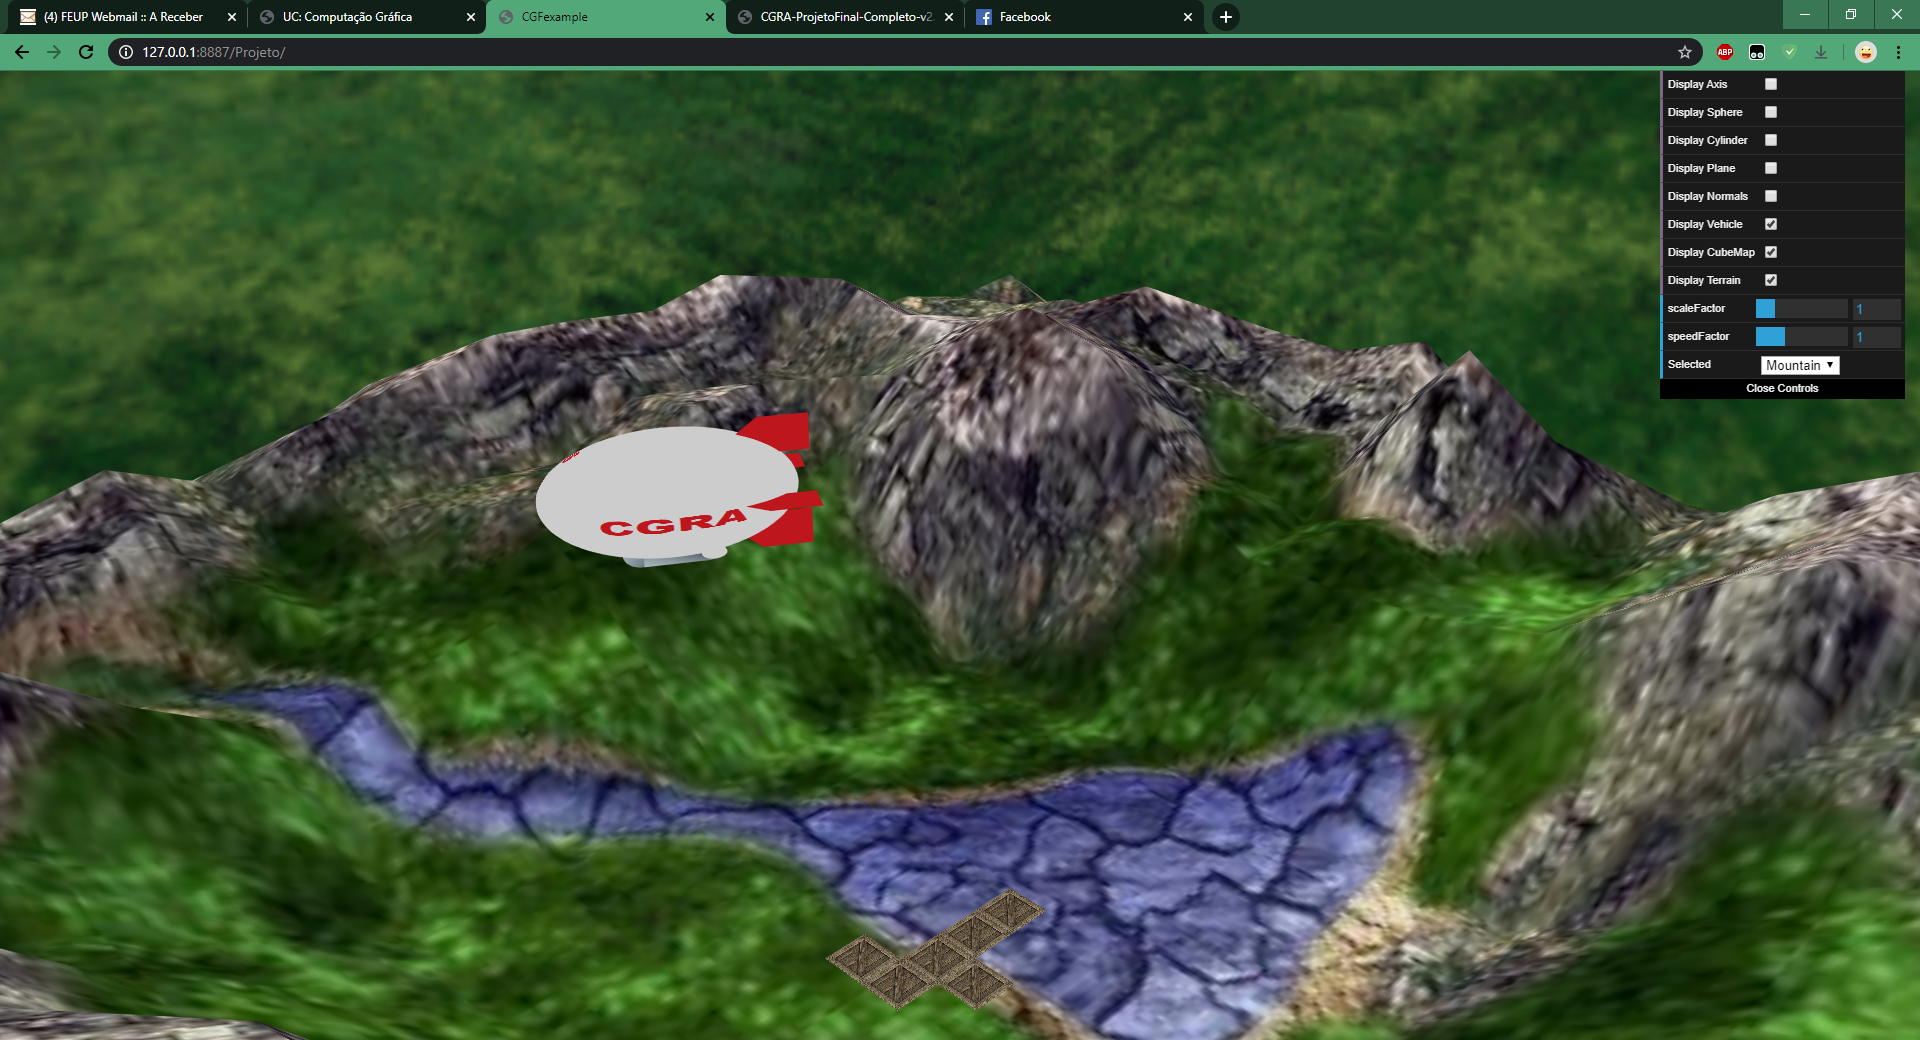 (4) FEUP Webmail :: A Receber
UC: Computação Gráfica
CGFexample
CGRA-ProjetoFinal-Completo-v2
Facebook
127.0.0.1:8887/Projeto/
ABP
Display Axis
Display Sphere
Display Cylinder
Display Plane
Display Normals
Display Vehicle
Display CubeMap
Display Terrain
scaleFactor 1
speedFactor 1
Selected Mountain
Close Controls
CGRA